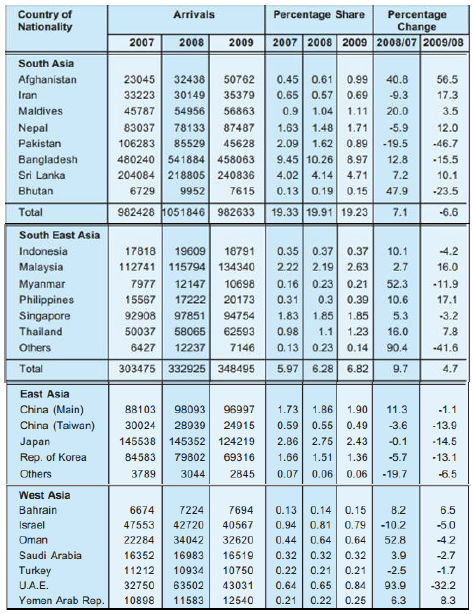 Country of Nationality Arrivals Percentage Share Percentage Change
2007 2008 2009 2007 2008 2009 2008/07 2009/08
South Asia
Afghanistan 23045 32438 50762 0.45 0.61 0.99 40.8 56.5
Iran 33223 30149 35379 0.65 0.57 0.69 -9.3 17.3
Maldives 45787 54956 56863 0.9 1.04 1.11 20.0 3.5
Nepal 83037 78133 87487 1.63 1.48 1.71 -5.9 12.0
Pakistan 106283 85529 45628 2.09 1.62 0.89 -19.5 -46.7
Bangladesh 480240 541884 458063 9.45 10.26 8.97 12.8 -15.5
Sri Lanka 204084 218805 240836 4.02 4.14 4.71 7.2 10.1
Bhutan 6729 9952 7615 0.13 0.19 0.15 47.9 -23.5
Total 982428 1051846 982633 19.33 19.91 19.23 7.1 -6.6
South East Asia
Indonesia 17818 19609 18791 0.35 0.37 0.37 10.1 -4.2
Malaysia 112741 115794 134340 2.22 2.19 2.63 2.7 16.0
Myanmar 7977 12147 10698 0.16 0.23 0.21 52.3 -11.9
Philippines 15567 17222 20173 0.31 0.3 0.39 10.6 17.1
Singapore 92908 97851 94754 1.83 1.85 1.85 5.3 -3.2
Thailand 50037 58065 62593 0.98 1.1 1.23 16.0 7.8
Others 6427 12237 7146 0.13 0.23 0.14 90.4 -41.6
Total 303475 332925 348495 5.97 6.28 6.82 9.7 4.7
East Asia
China (Main) 88103 98093 96997 1.73 1.86 1.90 11.3 -1.1
China (Taiwan) 30024 28939 24915 0.59 0.55 0.49 -3.6 -13.9
Japan 145538 145352 124219 2.86 2.75 2.43 -0.1 -14.5
Rep. of Korea 84583 79802 69316 1.66 1.51 1.36 -5.7 -13.1
Others 3789 3044 2845 0.07 0.06 0.06 -19.7 -6.5
West Asia
Bahrain 6674 7224 7694 0.13 0.14 0.15 8.2 6.5
Israel 47553 42720 40567 0.94 0.81 0.79 -10.2 -5.0
Oman 22284 34042 32620 0.44 0.64 0.64 52.8 -4.2
Saudi Arabia 16352 16983 16519 0.32 0.32 0.32 3.9 -2.7
Turkey 11212 10934 10750 0.22 0.21 0.21 -2.5 -1.7
U.A.E. 32750 63502 43031 0.64 0.65 0.84 93.9 -32.2
Yemen Arab Rep. 10898 11583 12540 0.21 0.22 0.25 6.3 8.3